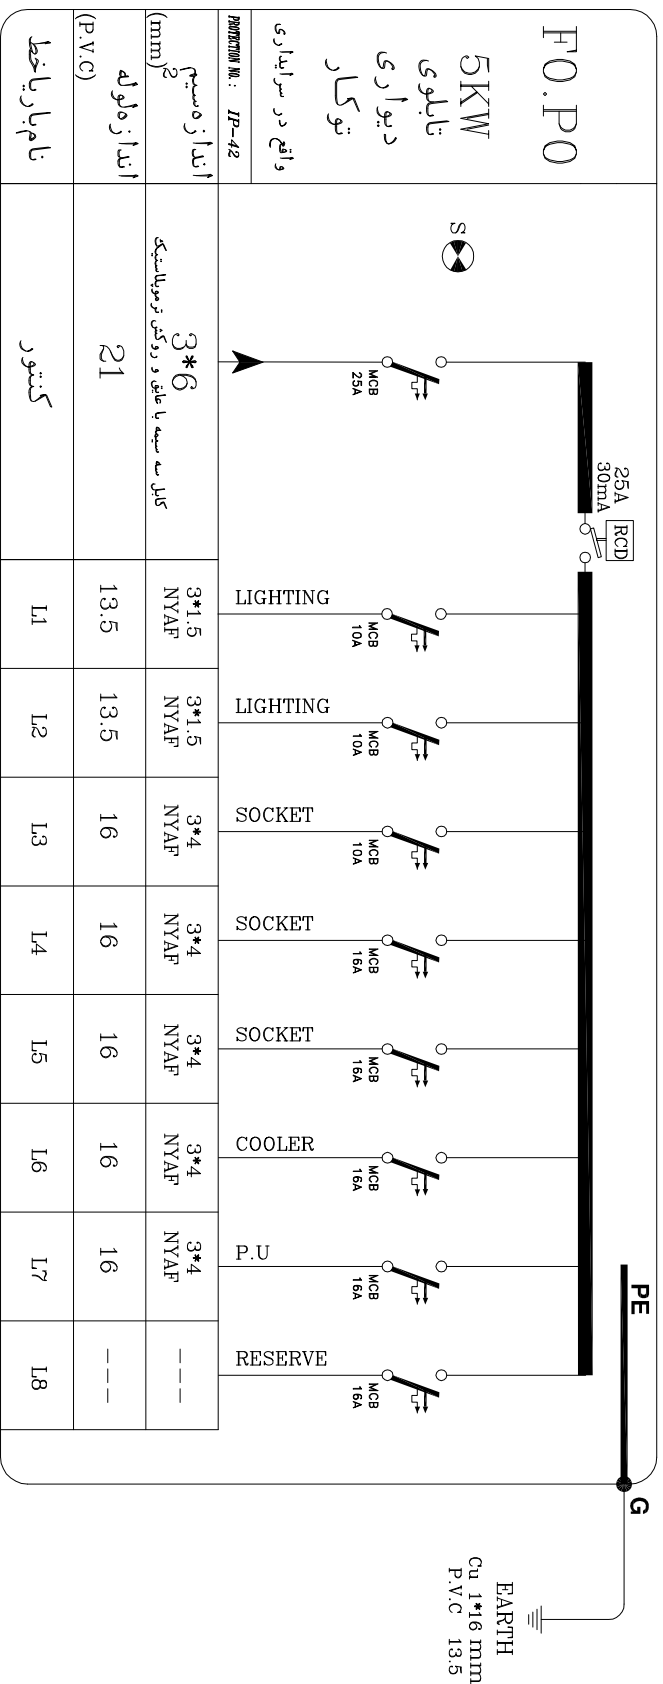 F0.P0
5KW
تابلوی
دیواری
توکار
واقع در سرایداری
PROTECTION NO.: IP-42
اندازه سیم
(mm)²
اندازه لوله
(P.V.C)
نام بار یا خط
S
MCB
25A
25A
30mA
RCD
3*6
کابل سه سیمه با عایق و روکش ترموپلاستیک
21
کنتور
LIGHTING
MCB
10A
3*1.5
NYAF
13.5
L1
LIGHTING
MCB
10A
3*1.5
NYAF
13.5
L2
SOCKET
MCB
10A
3*4
NYAF
16
L3
SOCKET
MCB
16A
3*4
NYAF
16
L4
SOCKET
MCB
16A
3*4
NYAF
16
L5
COOLER
MCB
16A
3*4
NYAF
16
L6
P.U
MCB
16A
3*4
NYAF
16
L7
RESERVE
MCB
16A
---
---
L8
PE
G
EARTH
Cu 1*16 mm
P.V.C 13.5